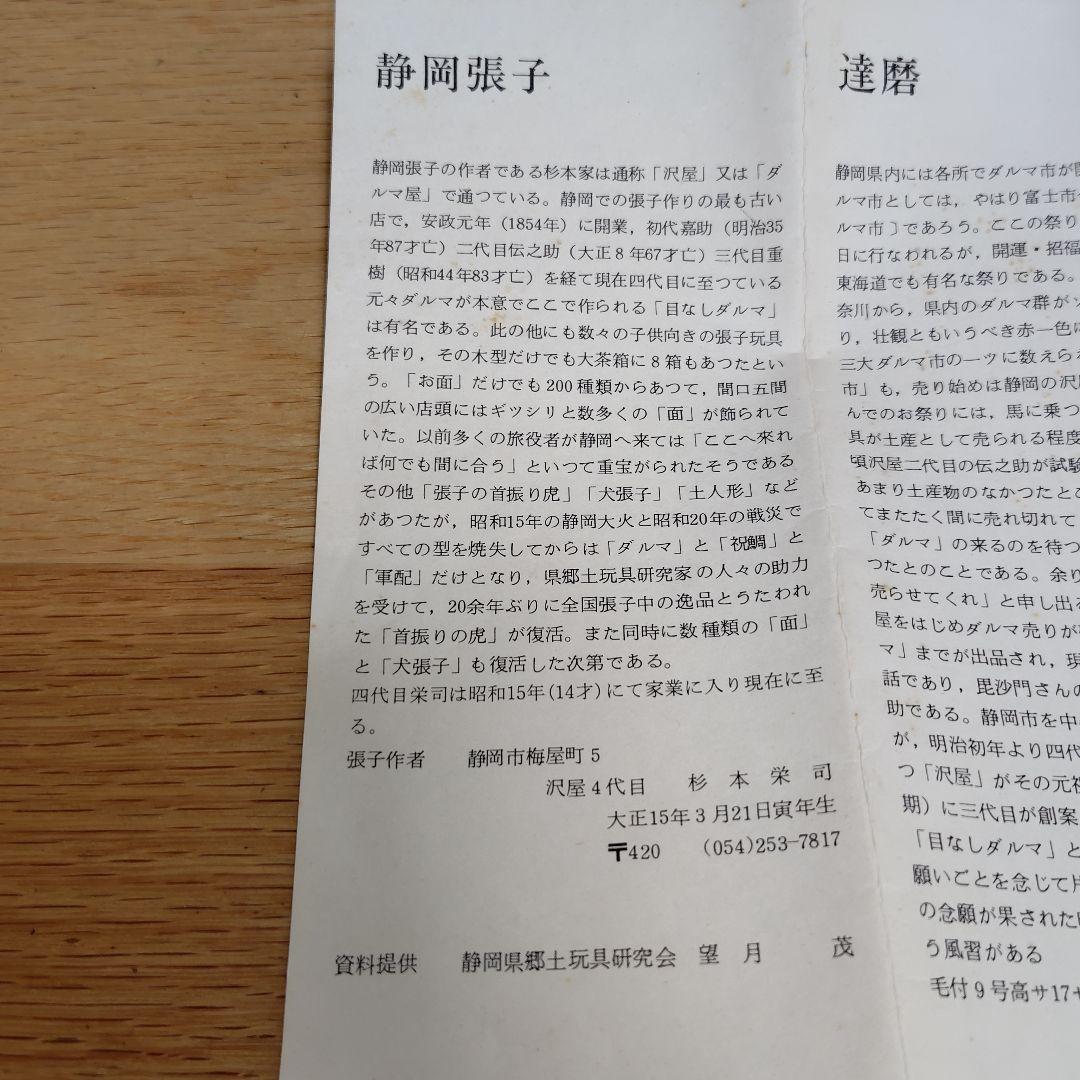 静岡張子
静岡張子の作者である杉本家は通称「沢屋」又は「ダ
ルマ屋」で通つている。静岡での張子作りの最も古い
店で，安政元年（1854年）に開業，初代嘉助（明治35
年87才亡）二代目伝之助（大正8年67才亡）三代目重
樹（昭和44年83才亡）を経て現在四代目に至つている
元々ダルマが本意でここで作られる「目なしダルマ」
は有名である。此の他にも数々の子供向きの張子玩具
を作り，その木型だけでも大茶箱に8箱もあつたとい
う。「お面」だけでも200種類からあつて，間口五間
の広い店頭にはギツシリと数多くの「面」が飾られて
いた。以前多くの旅役者が静岡へ来ては「ここへ來れ
ば何でも間に合う」といつて重宝がられたそうである
その他「張子の首振り虎」「犬張子」「土人形」など
があつたが，昭和15年の静岡大火と昭和20年の戦災で
すべての型を焼失してからは「ダルマ」と「祝鯛」と
「軍配」だけとなり，県郷土玩具研究家の人々の助力
を受けて，20余年ぶりに全国張子中の逸品とうたわれ
た「首振りの虎」が復活。また同時に数種類の「面」
と「犬張子」も復活した次第である。
四代目栄司は昭和15年(14才)にて家業に入り現在に至
る。
張子作者　静岡市梅屋町5
沢屋4代目　杉本栄司
大正15年3月21日寅年生
〒420　(054)253-7817
資料提供　静岡県郷土玩具研究会　望月　茂
達磨
静岡県内には各所でダルマ市が
ルマ市としては，やはり富士市
ルマ市〕であろう。ここの祭り
日に行なわれるが，開運・招福
東海道でも有名な祭りである。
奈川から，県内のダルマ群が
り，壮観ともいうべき赤一色に
三大ダルマ市の一ツに数えら
市」も，売り始めは静岡の沢
んでのお祭りには，馬に乗つ
具が土産として売られる程度
頃沢屋二代目の伝之助が試験
あまり土産物のなかつたとこ
てまたたく間に売れ切れて
「ダルマ」の来るのを待つ
つたとのことである。余り
売らせてくれ」と申し出
屋をはじめダルマ売りが
マ」までが出品され，現
話であり，毘沙門さんの
助である。静岡市を中
が，明治初年より四代
つ「沢屋」がその元祖
期）に三代目が創案
「目なしダルマ」と
願いごとを念じて片
の念願が果された
う風習がある
毛付9号高サ17